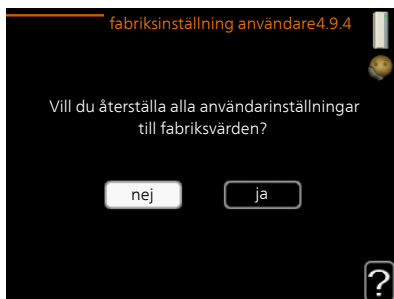 fabriksinställning användare4.9.4
Vill du återställa alla användarinställningar
till fabriksvärden?
nej ja
?